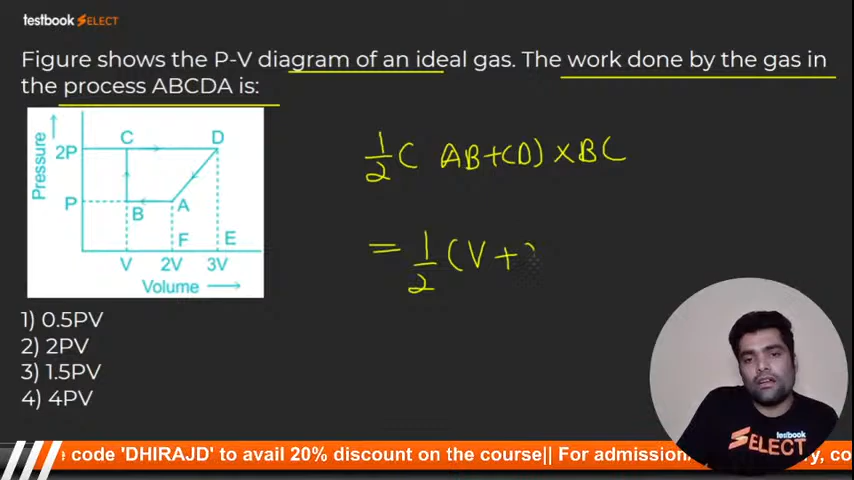 testbook SELECT
Figure shows the P-V diagram of an ideal gas. The work done by the gas in
the process ABCDA is:
C D
2P
Pressure
P
B A
F E
V 2V 3V
Volume
1/2 ( AB+CD) ×BC
= 1/2 (V +
1) 0.5PV
2) 2PV
3) 1.5PV
4) 4PV
testbook
SELECT
code 'DHIRAJD' to avail 20% discount on the course|| For